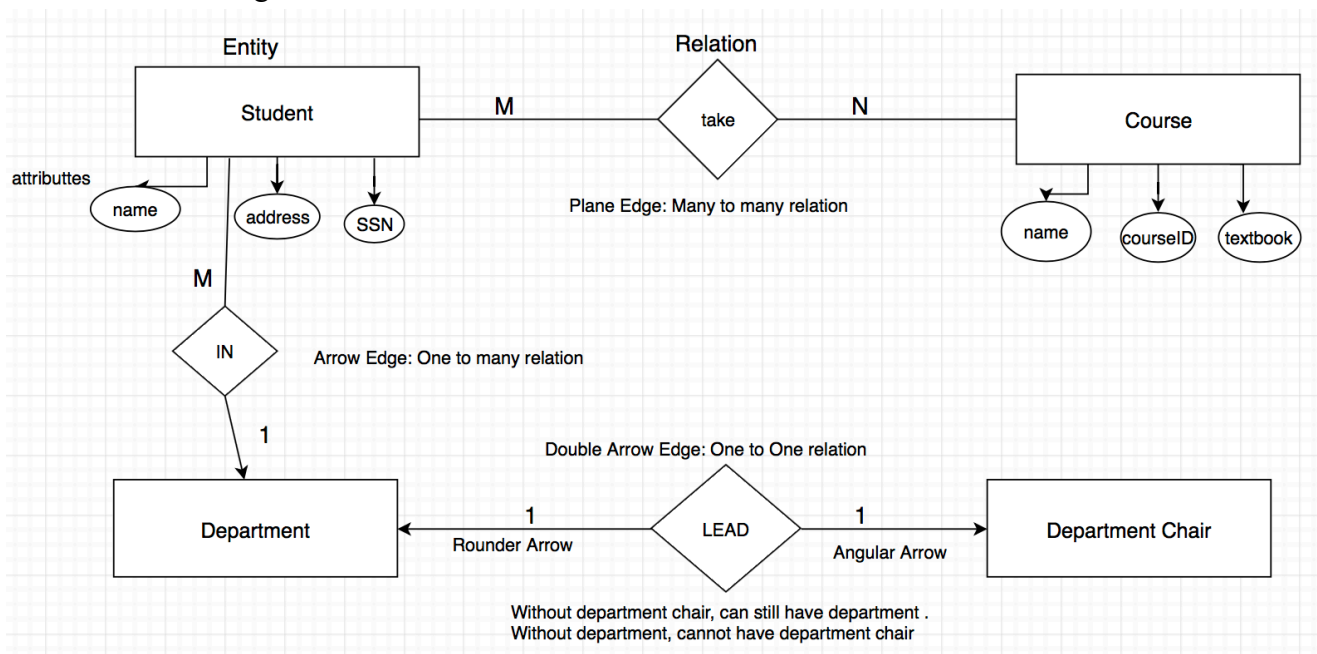 Entity
Relation
Student
M
take
N
Course
attributtes
name
address
SSN
Plane Edge: Many to many relation
name
courseID
textbook
M
IN
Arrow Edge: One to many relation
1
Double Arrow Edge: One to One relation
Department
1
Rounder Arrow
LEAD
1
Angular Arrow
Department Chair
Without department chair, can still have department .
Without department, cannot have department chair